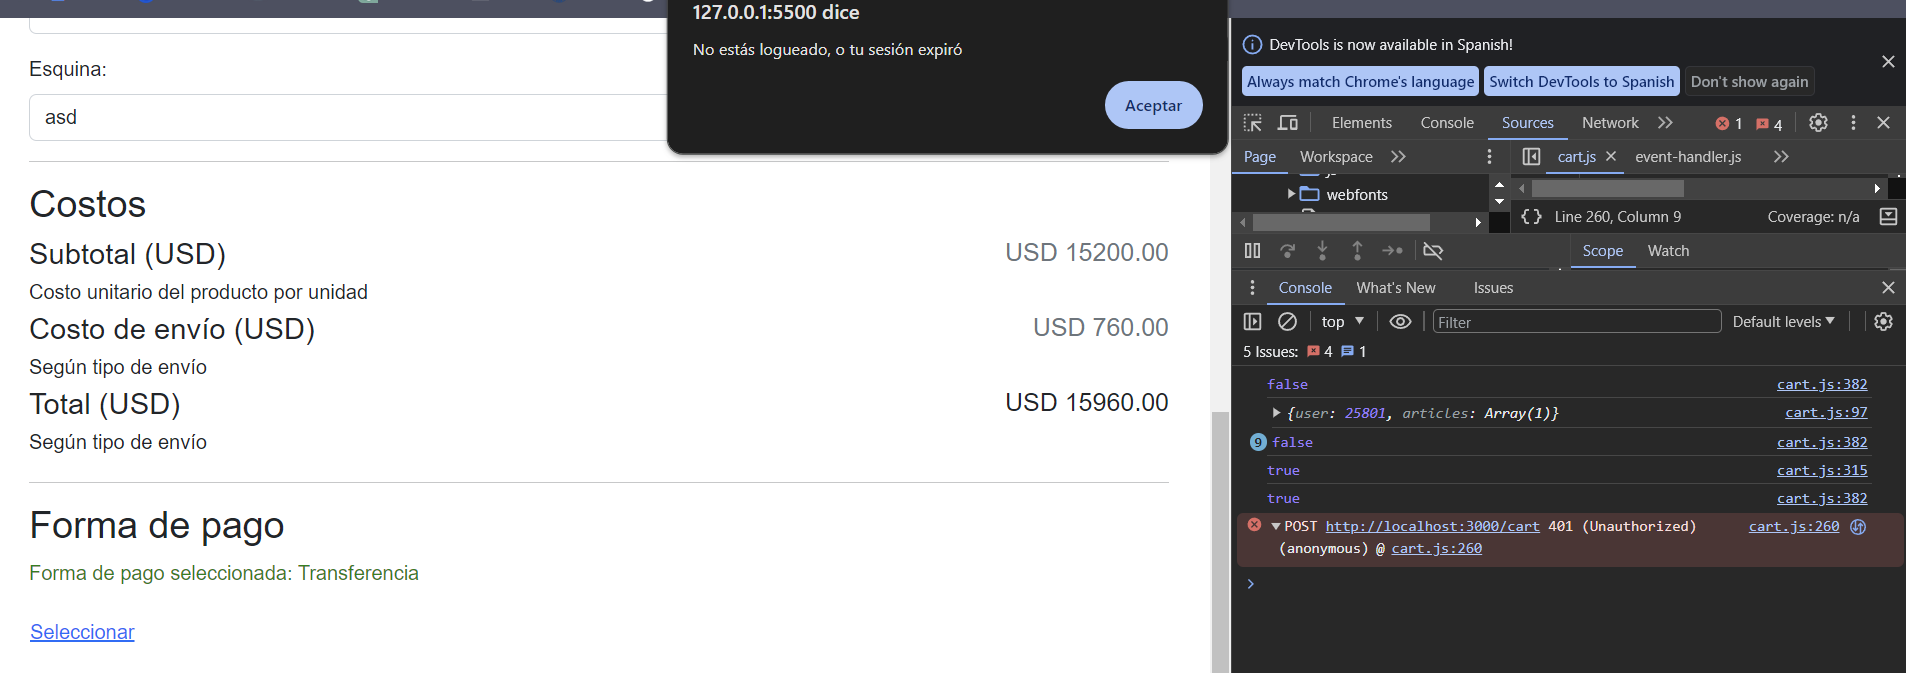 127.0.0.1:5500 dice
No estás logueado, o tu sesión expiró
Aceptar
Esquina:
asd
Costos
Subtotal (USD)
USD 15200.00
Costo unitario del producto por unidad
Costo de envío (USD)
USD 760.00
Según tipo de envío
Total (USD)
USD 15960.00
Según tipo de envío
Forma de pago
Forma de pago seleccionada: Transferencia
Seleccionar
DevTools is now available in Spanish!
Always match Chrome's language
Switch DevTools to Spanish
Don't show again
Elements Console Sources Network 1 4
Page Workspace cart.js event-handler.js
webfonts
{} Line 260, Column 9 Coverage: n/a
Scope Watch
Console What's New Issues
top Filter Default levels
5 Issues: 4 1
false cart.js:382
{user: 25801, articles: Array(1)} cart.js:97
9 false cart.js:382
true cart.js:315
true cart.js:382
POST http://localhost:3000/cart 401 (Unauthorized) cart.js:260
(anonymous) @ cart.js:260